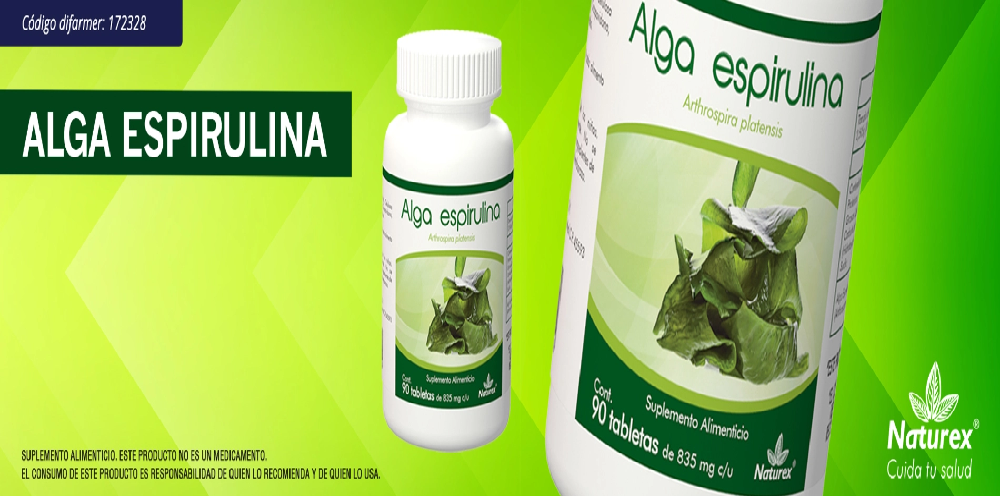 Código difarmer: 172328
ALGA ESPIRULINA
Alga espirulina
Arthrospira platensis
Suplemento Alimenticio
Cont.
90 tabletas de 835 mg c/u
Naturex®
Alga espirulina
Arthrospira platensis
Cont.
Suplemento Alimenticio
90 tabletas de 835 mg c/u
Naturex®
SUPLEMENTO ALIMENTICIO. ESTE PRODUCTO NO ES UN MEDICAMENTO.
EL CONSUMO DE ESTE PRODUCTO ES RESPONSABILIDAD DE QUIEN LO RECOMIENDA Y DE QUIEN LO USA.
Naturex®
Cuida tu salud